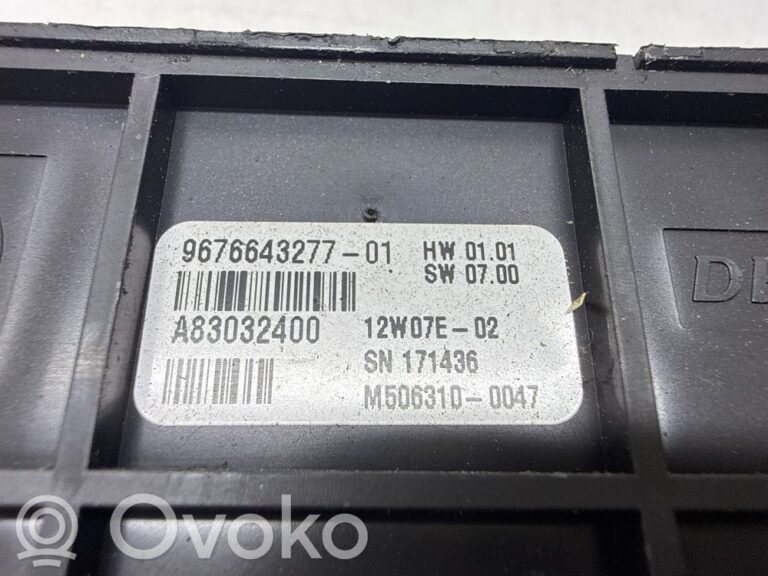 9676643277-01 HW 01.01
SW 07.00
A83032400 12W07E-02
SN 171436
M506310-0047
Ovoko